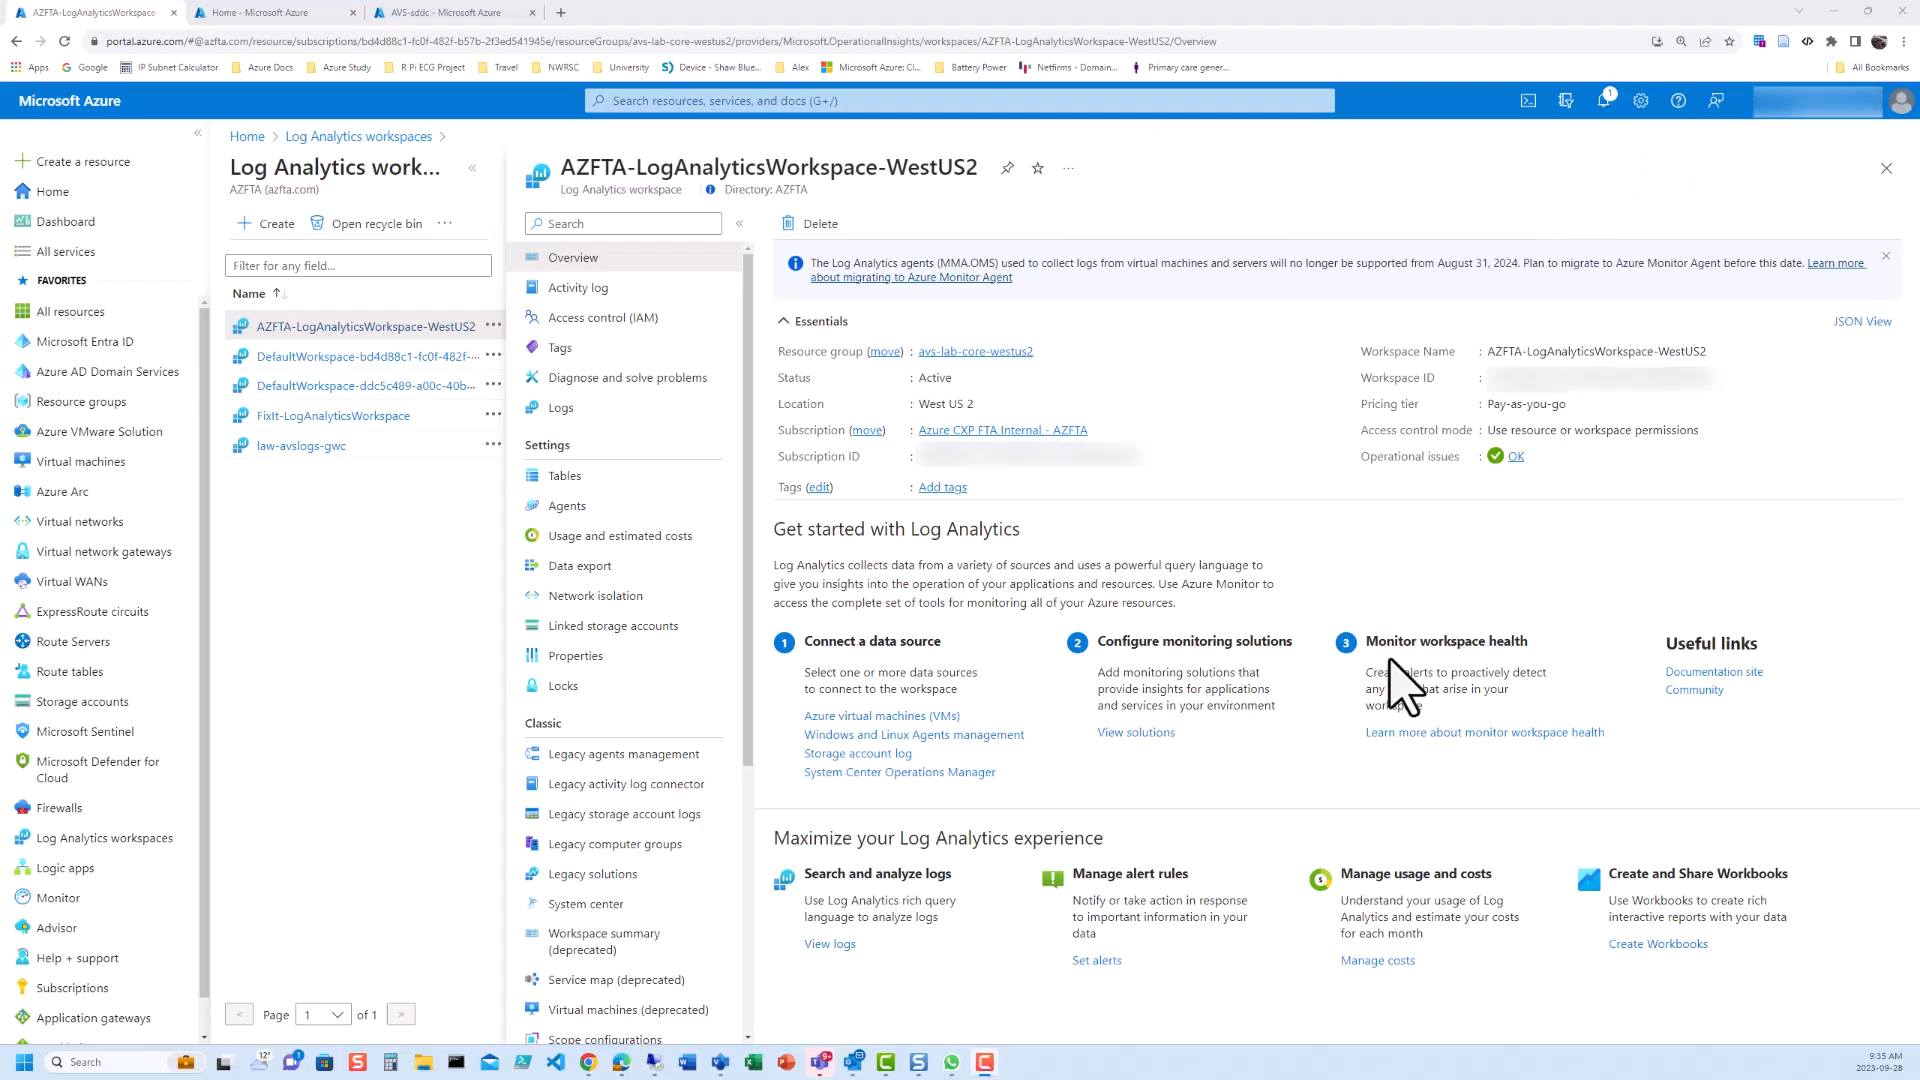 AZFTA-LogAnalyticsWorkspace
Home - Microsoft Azure
AVS-sddc - Microsoft Azure
portal.azure.com/#@azfta.com/resource/subscriptions/bd4d88c1-fc0f-482f-b57b-2f3ed541945e/resourceGroups/avs-lab-core-westus2/providers/Microsoft.OperationalInsights/workspaces/AZFTA-LogAnalyticsWorkspace-WestUS2/Overview
Apps Google IP Subnet Calculator Azure Docs Azure Study R Pi ECG Project Travel NWRSC University Device - Shaw Blue... Alex Microsoft Azure: Cl... Battery Power Netfirms - Domain... Primary care gener... All Bookmarks
Microsoft Azure
Search resources, services, and docs (G+/)
1
Create a resource
Home
Dashboard
All services
FAVORITES
All resources
Microsoft Entra ID
Azure AD Domain Services
Resource groups
Azure VMware Solution
Virtual machines
Azure Arc
Virtual networks
Virtual network gateways
Virtual WANs
ExpressRoute circuits
Route Servers
Route tables
Storage accounts
Microsoft Sentinel
Microsoft Defender for
Cloud
Firewalls
Log Analytics workspaces
Logic apps
Monitor
Advisor
Help + support
Subscriptions
Application gateways
Home > Log Analytics workspaces >
Log Analytics work...
AZFTA (azfta.com)
Create Open recycle bin ...
Filter for any field...
Name
AZFTA-LogAnalyticsWorkspace-WestUS2 ...
DefaultWorkspace-bd4d88c1-fc0f-482f-... ...
DefaultWorkspace-ddc5c489-a00c-40b... ...
FixIt-LogAnalyticsWorkspace ...
law-avslogs-gwc ...
< Page 1 of 1 >
AZFTA-LogAnalyticsWorkspace-WestUS2
Log Analytics workspace Directory: AZFTA
Search
Overview
Activity log
Access control (IAM)
Tags
Diagnose and solve problems
Logs
Settings
Tables
Agents
Usage and estimated costs
Data export
Network isolation
Linked storage accounts
Properties
Locks
Classic
Legacy agents management
Legacy activity log connector
Legacy storage account logs
Legacy computer groups
Legacy solutions
System center
Workspace summary
(deprecated)
Service map (deprecated)
Virtual machines (deprecated)
Scope configurations
Delete
The Log Analytics agents (MMA,OMS) used to collect logs from virtual machines and servers will no longer be supported from August 31, 2024. Plan to migrate to Azure Monitor Agent before this date. Learn more
about migrating to Azure Monitor Agent
Essentials
JSON View
Resource group (move) : avs-lab-core-westus2
Status : Active
Location : West US 2
Subscription (move) : Azure CXP FTA Internal - AZFTA
Subscription ID :
Tags (edit) : Add tags
Workspace Name : AZFTA-LogAnalyticsWorkspace-WestUS2
Workspace ID :
Pricing tier : Pay-as-you-go
Access control mode : Use resource or workspace permissions
Operational issues : OK
Get started with Log Analytics
Log Analytics collects data from a variety of sources and uses a powerful query language to
give you insights into the operation of your applications and resources. Use Azure Monitor to
access the complete set of tools for monitoring all of your Azure resources.
1 Connect a data source
Select one or more data sources
to connect to the workspace
Azure virtual machines (VMs)
Windows and Linux Agents management
Storage account log
System Center Operations Manager
2 Configure monitoring solutions
Add monitoring solutions that
provide insights for applications
and services in your environment
View solutions
3 Monitor workspace health
alerts to proactively detect
any that arise in your
Learn more about monitor workspace health
Useful links
Documentation site
Community
Maximize your Log Analytics experience
Search and analyze logs
Use Log Analytics rich query
language to analyze logs
View logs
Manage alert rules
Notify or take action in response
to important information in your
data
Set alerts
Manage usage and costs
Understand your usage of Log
Analytics and estimate your costs
for each month
Manage costs
Create and Share Workbooks
Use Workbooks to create rich
interactive reports with your data
Create Workbooks
Search
12°
1
9+
9:35 AM
2023-09-28